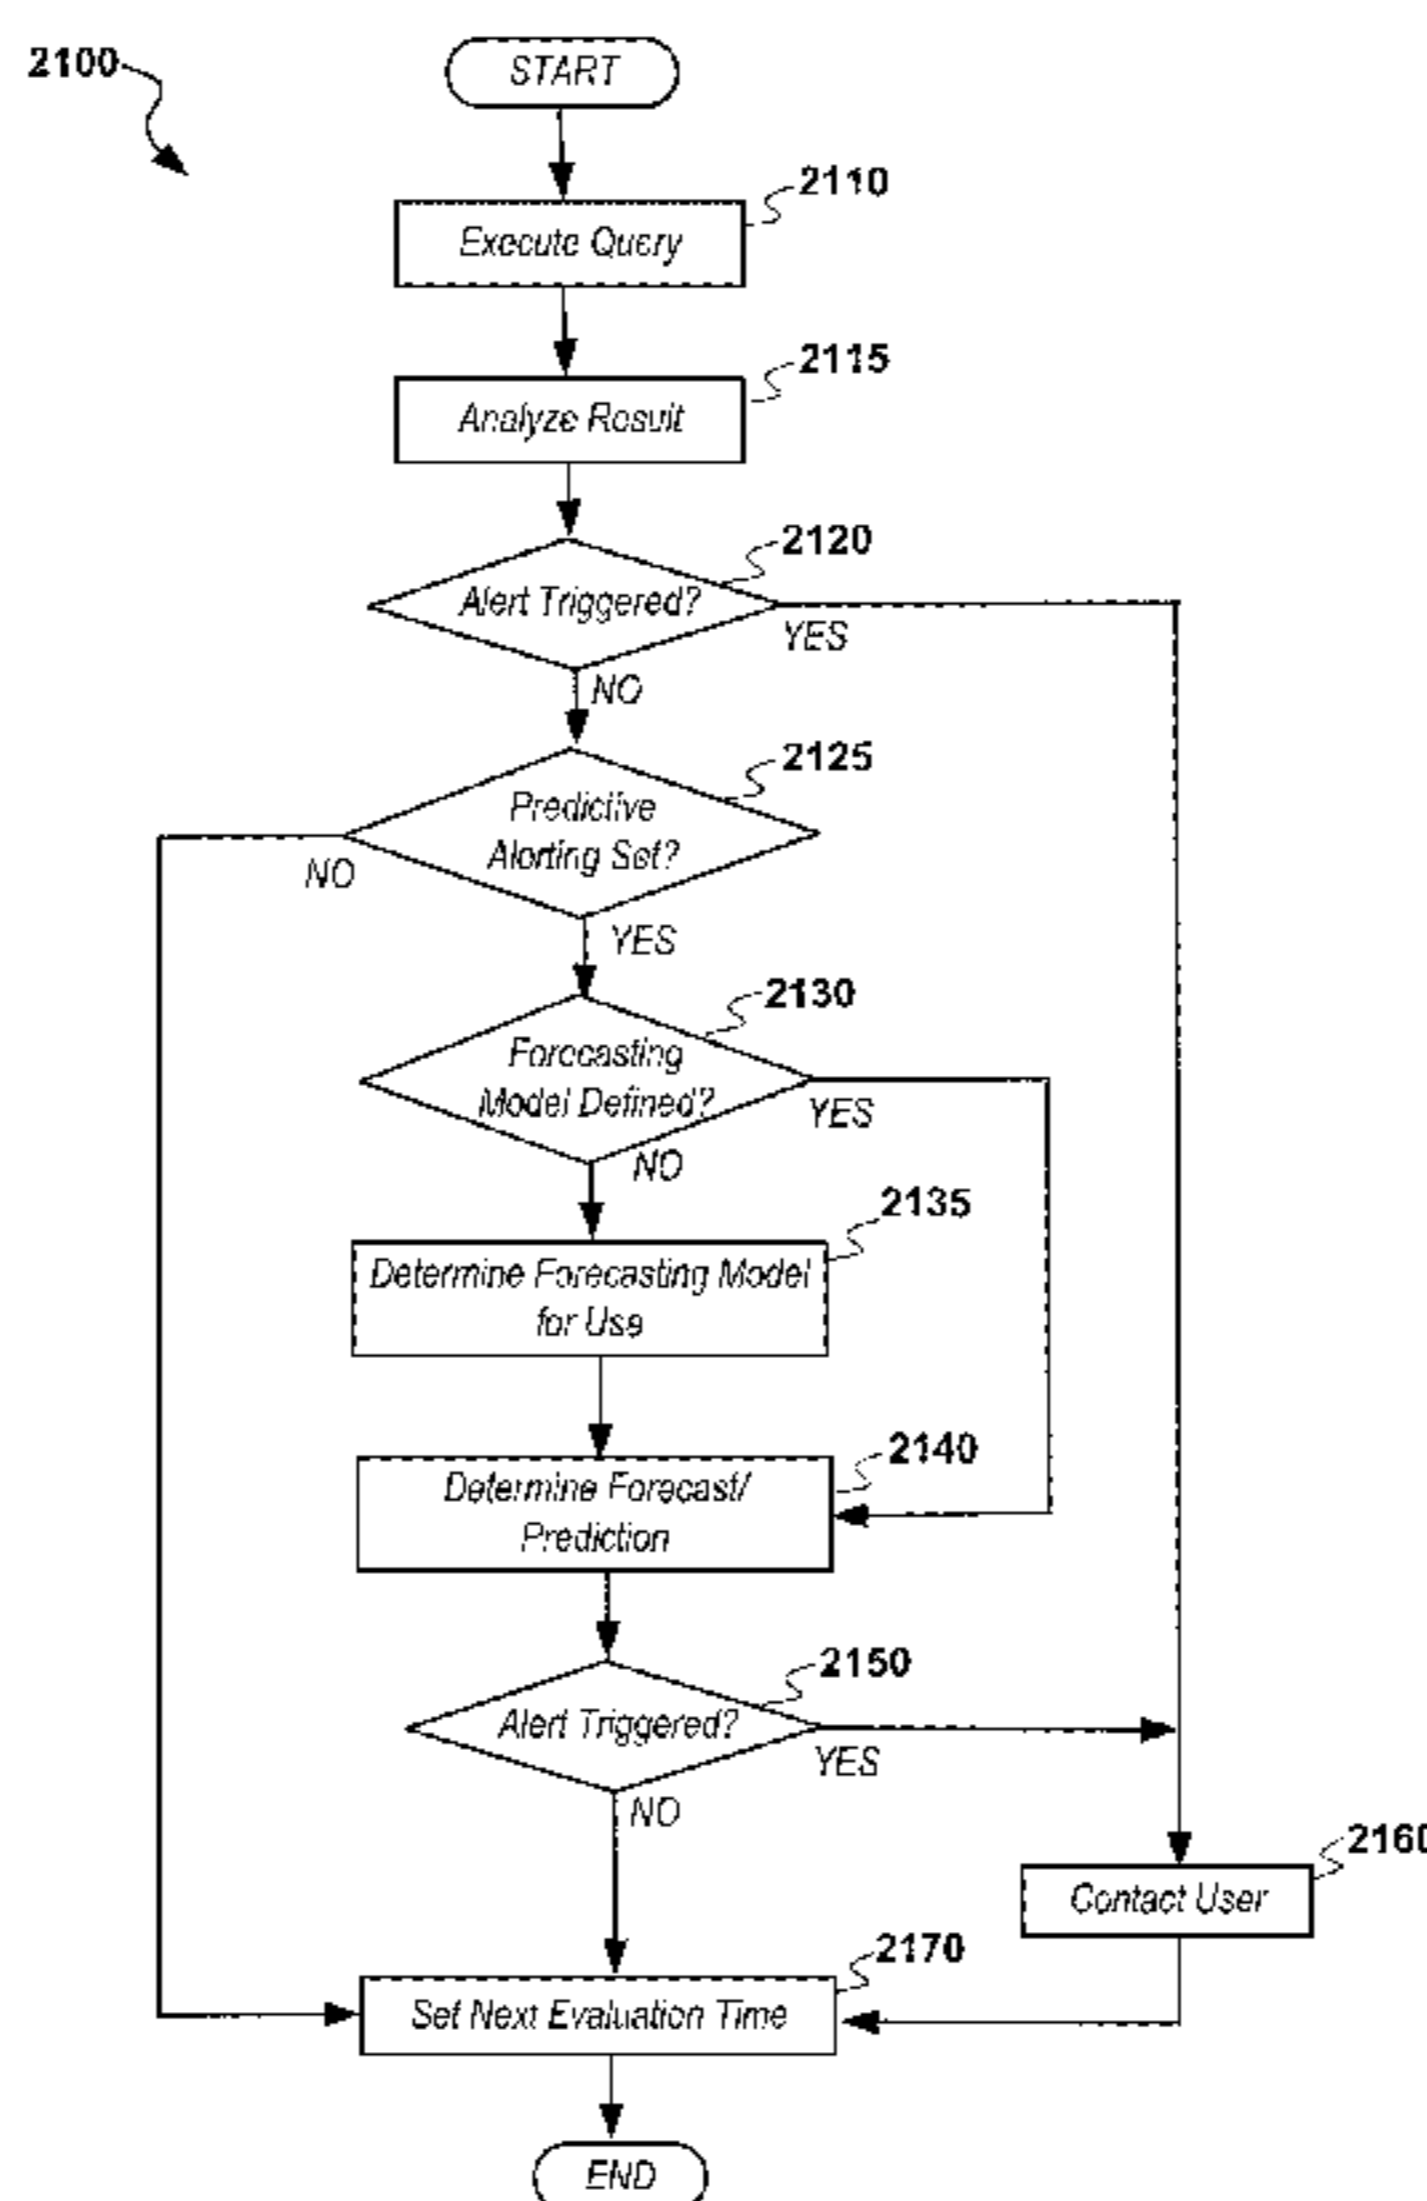 2100
START
2110
Execute Query
2115
Analyze Result
2120
Alert Triggered?
YES
NO
2125
Predictive
Alerting Set?
NO
YES
2130
Forecasting
Model Defined?
YES
NO
2135
Determine Forecasting Model
for Use
2140
Determine Forecast/
Prediction
2150
Alert Triggered?
YES
NO
2160
Contact User
2170
Set Next Evaluation Time
END